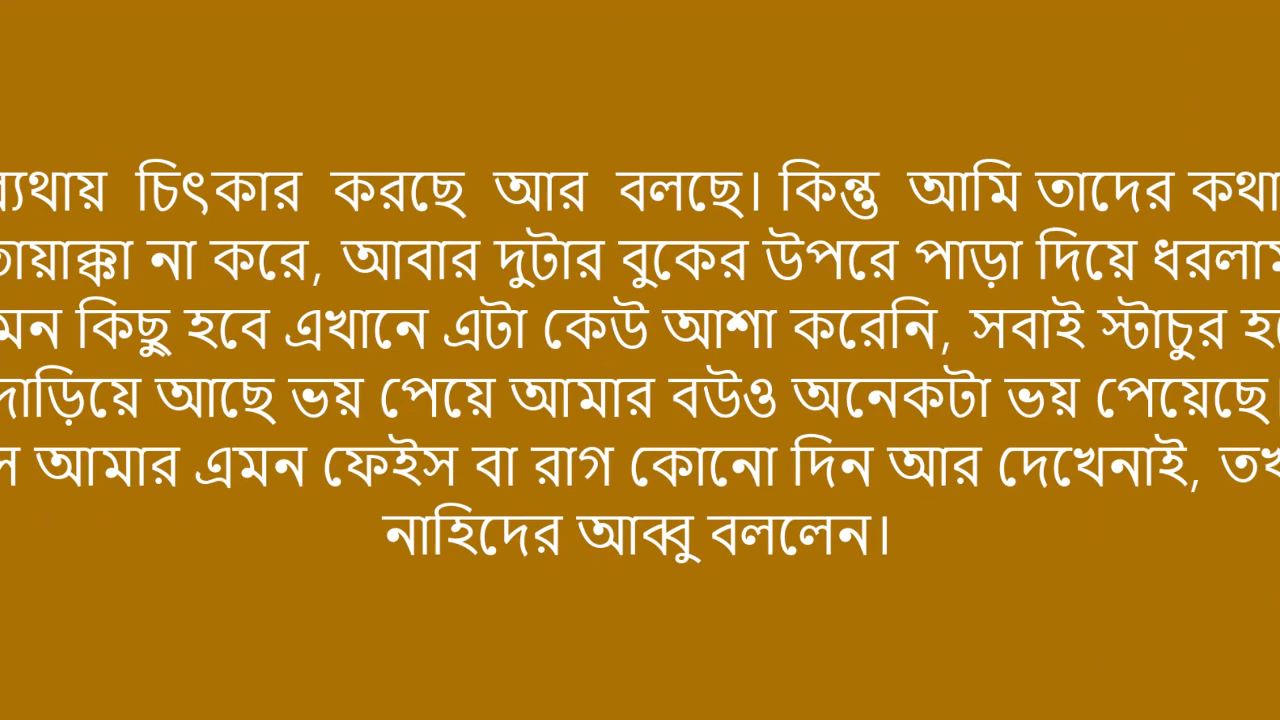 ব্যথায় চিৎকার করছে আর বলছে। কিন্তু আমি তাদের কথা
তোয়াক্কা না করে, আবার দুটার বুকের উপরে পাড়া দিয়ে ধরলাম
এমন কিছু হবে এখানে এটা কেউ আশা করেনি, সবাই স্টাচুর
দাড়িয়ে আছে ভয় পেয়ে আমার বউও অনেকটা ভয় পেয়েছে
আমার এমন ফেইস বা রাগ কোনো দিন আর দেখেনাই,
নাহিদের আব্বু বললেন।